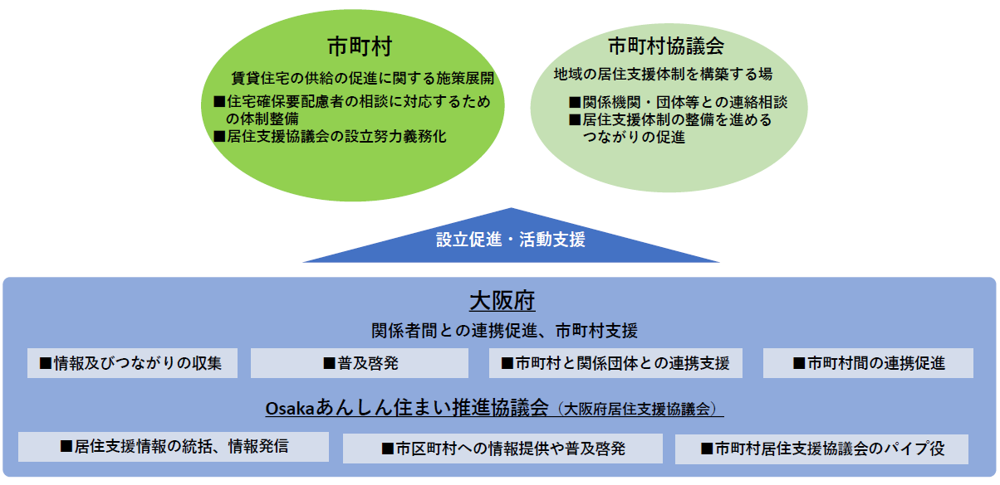 市町村
賃貸住宅の供給の促進に関する施策展開
■住宅確保要配慮者の相談に対応するため
の体制整備
■居住支援協議会の設立努力義務化
市町村協議会
地域の居住支援体制を構築する場
■関係機関・団体等との連絡相談
■居住支援体制の整備を進める
つながりの促進
設立促進・活動支援
大阪府
関係者間との連携促進、市町村支援
■情報及びつながりの収集
■普及啓発
■市町村と関係団体との連携支援
■市町村間の連携促進
Osakaあんしん住まい推進協議会（大阪府居住支援協議会）
■居住支援情報の統括、情報発信
■市区町村への情報提供や普及啓発
■市町村居住支援協議会のパイプ役